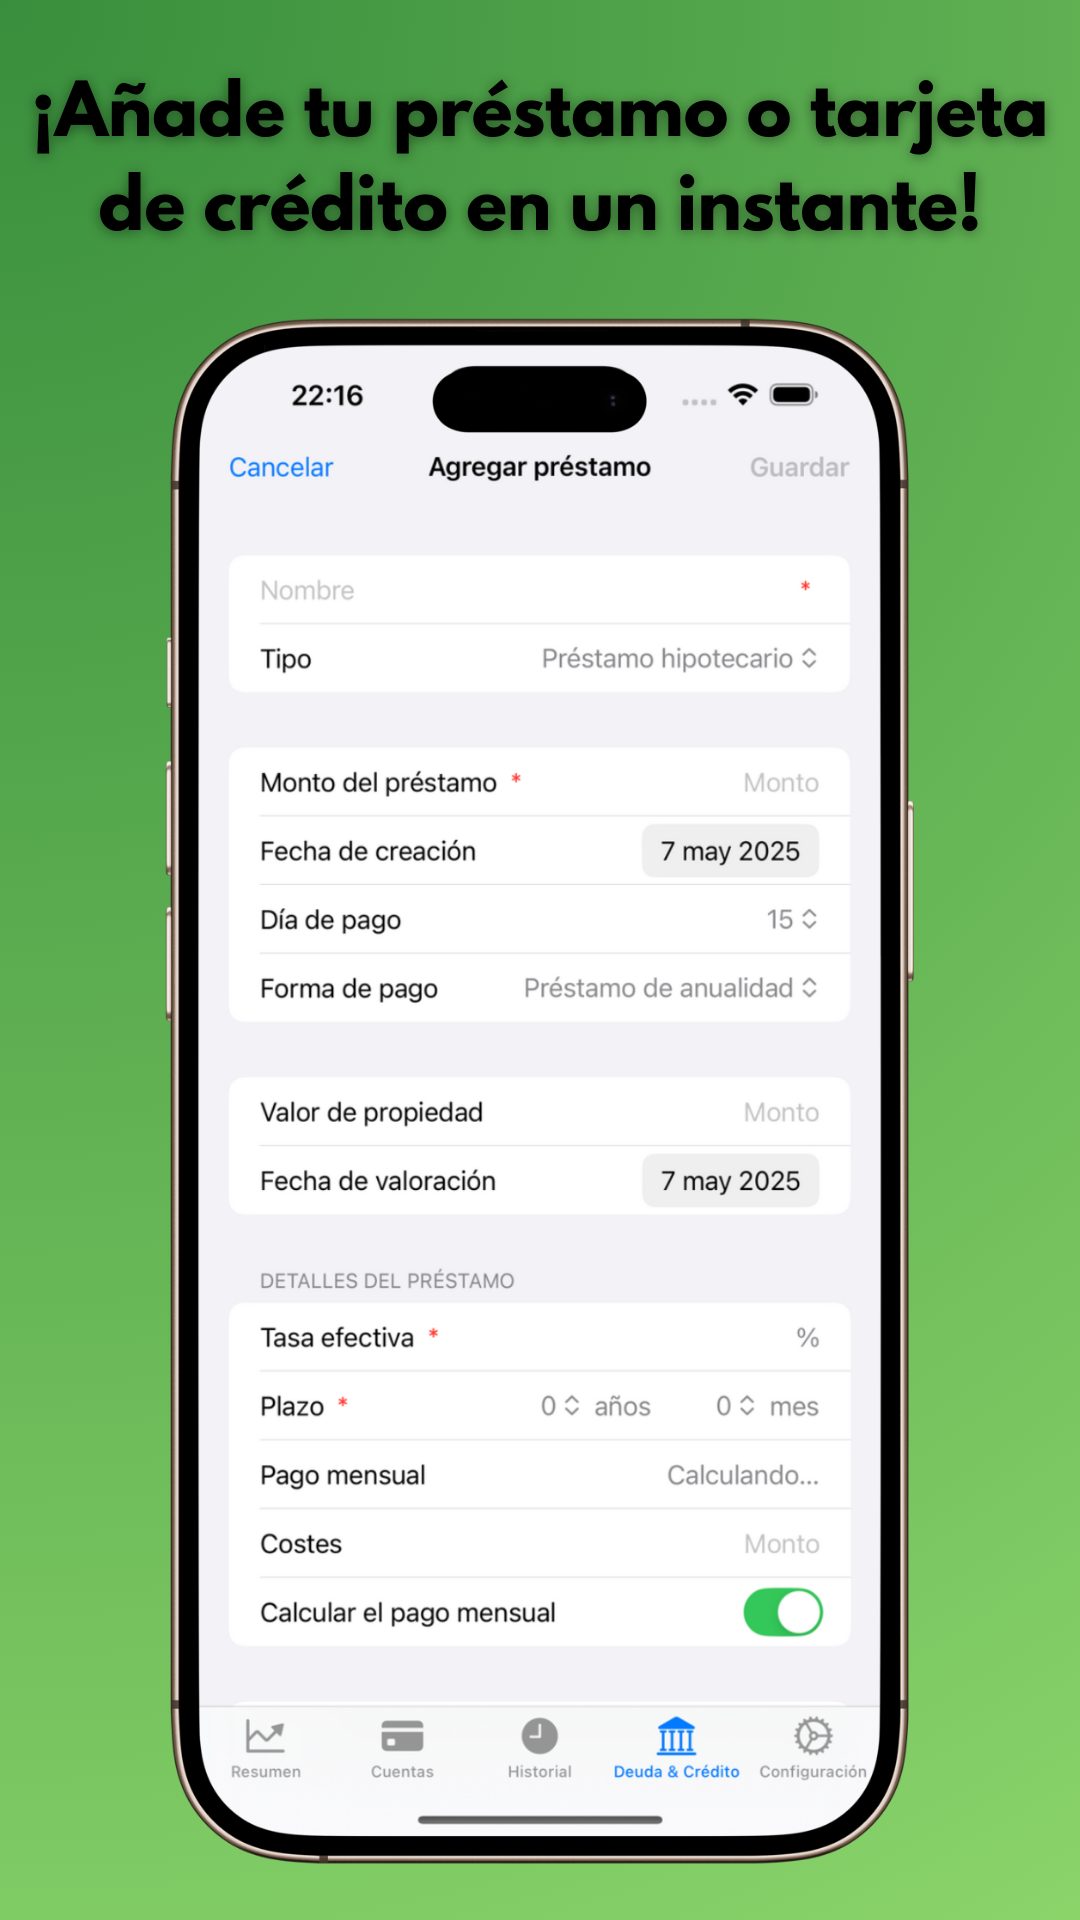 ¡Añade tu préstamo o tarjeta
de crédito en un instante!
22:16
Cancelar Agregar préstamo Guardar
Nombre *
Tipo Préstamo hipotecario
Monto del préstamo * Monto
Fecha de creación 7 may 2025
Día de pago 15
Forma de pago Préstamo de anualidad
Valor de propiedad Monto
Fecha de valoración 7 may 2025
DETALLES DEL PRÉSTAMO
Tasa efectiva * %
Plazo * 0 años 0 mes
Pago mensual Calculando...
Costes Monto
Calcular el pago mensual
Resumen Cuentas Historial Deuda & Crédito Configuración